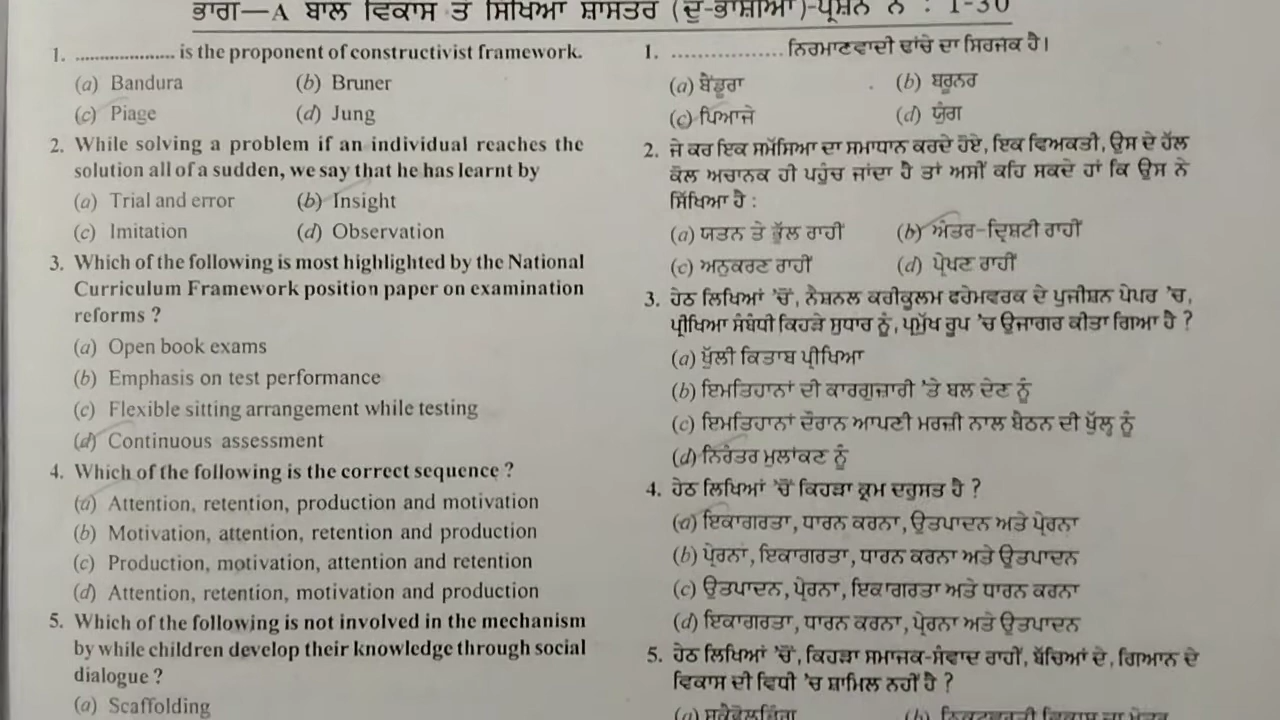 ਭਾਗ—A ਬਾਲ ਵਿਕਾਸ ਤੇ ਸਿੱਖਿਆ ਸ਼ਾਸਤਰ (ਦੁ-ਭਾਸ਼ੀਆ)-ਪ੍ਰਸ਼ਨ ਨੰ : 1-30
1. ...................... is the proponent of constructivist framework.
(a) Bandura (b) Bruner
(c) Piage (d) Jung
2. While solving a problem if an individual reaches the
solution all of a sudden, we say that he has learnt by
(a) Trial and error (b) Insight
(c) Imitation (d) Observation
3. Which of the following is most highlighted by the National
Curriculum Framework position paper on examination
reforms ?
(a) Open book exams
(b) Emphasis on test performance
(c) Flexible sitting arrangement while testing
(d) Continuous assessment
4. Which of the following is the correct sequence ?
(a) Attention, retention, production and motivation
(b) Motivation, attention, retention and production
(c) Production, motivation, attention and retention
(d) Attention, retention, motivation and production
5. Which of the following is not involved in the mechanism
by while children develop their knowledge through social
dialogue ?
(a) Scaffolding
1. ................. ਨਿਰਮਾਣਵਾਦੀ ਢਾਂਚੇ ਦਾ ਸਿਰਜਕ ਹੈ।
(a) ਬੈਂਡੂਰਾ (b) ਬਰੂਨਰ
(c) ਪਿਆਜੇ (d) ਯੁੰਗ
2. ਜੇ ਕਰ ਇਕ ਸਮੱਸਿਆ ਦਾ ਸਮਾਧਾਨ ਕਰਦੇ ਹੋਏ, ਇਕ ਵਿਅਕਤੀ, ਉਸ ਦੇ ਹੱਲ
ਕੋਲ ਅਚਾਨਕ ਹੀ ਪਹੁੰਚ ਜਾਂਦਾ ਹੈ ਤਾਂ ਅਸੀਂ ਕਹਿ ਸਕਦੇ ਹਾਂ ਕਿ ਉਸ ਨੇ
ਸਿੱਖਿਆ ਹੈ :
(a) ਯਤਨ ਤੇ ਭੁੱਲ ਰਾਹੀਂ (b) ਅੰਤਰ-ਦ੍ਰਿਸ਼ਟੀ ਰਾਹੀਂ
(c) ਅਨੁਕਰਣ ਰਾਹੀਂ (d) ਪ੍ਰੇਖਣ ਰਾਹੀਂ
3. ਹੇਠ ਲਿਖਿਆਂ 'ਚੋਂ, ਨੈਸ਼ਨਲ ਕਰੀਕੂਲਮ ਫਰੇਮਵਰਕ ਦੇ ਪੁਜੀਸ਼ਨ ਪੇਪਰ 'ਚ,
ਪ੍ਰੀਖਿਆ ਸੰਬੰਧੀ ਕਿਹੜੇ ਸੁਧਾਰ ਨੂੰ, ਪ੍ਰਮੁੱਖ ਰੂਪ 'ਚ ਉਜਾਗਰ ਕੀਤਾ ਗਿਆ ਹੈ ?
(a) ਖੁੱਲੀ ਕਿਤਾਬ ਪ੍ਰੀਖਿਆ
(b) ਇਮਤਿਹਾਨਾਂ ਦੀ ਕਾਰਗੁਜ਼ਾਰੀ 'ਤੇ ਬਲ ਦੇਣ ਨੂੰ
(c) ਇਮਤਿਹਾਨਾਂ ਦੌਰਾਨ ਆਪਣੀ ਮਰਜ਼ੀ ਨਾਲ ਬੈਠਨ ਦੀ ਖੁੱਲ੍ਹ ਨੂੰ
(d) ਨਿਰੰਤਰ ਮੁਲਾਂਕਣ ਨੂੰ
4. ਹੇਠ ਲਿਖਿਆਂ 'ਚੋਂ ਕਿਹੜਾ ਕ੍ਰਮ ਦਰੁਸਤ ਹੈ ?
(a) ਇਕਾਗਰਤਾ, ਧਾਰਨ ਕਰਨਾ, ਉਤਪਾਦਨ ਅਤੇ ਪ੍ਰੇਰਨਾ
(b) ਪ੍ਰੇਰਨਾਂ, ਇਕਾਗਰਤਾ, ਧਾਰਨ ਕਰਨਾ ਅਤੇ ਉਤਪਾਦਨ
(c) ਉਤਪਾਦਨ, ਪ੍ਰੇਰਨਾ, ਇਕਾਗਰਤਾ ਅਤੇ ਧਾਰਨ ਕਰਨਾ
(d) ਇਕਾਗਰਤਾ, ਧਾਰਨ ਕਰਨਾ, ਪ੍ਰੇਰਨਾ ਅਤੇ ਉਤਪਾਦਨ
5. ਹੇਠ ਲਿਖਿਆਂ 'ਚੋਂ, ਕਿਹੜਾ ਸਮਾਜਕ-ਸੰਵਾਦ ਰਾਹੀਂ, ਬੱਚਿਆਂ ਦੇ, ਗਿਆਨ ਦੇ
ਵਿਕਾਸ ਦੀ ਵਿਧੀ 'ਚ ਸ਼ਾਮਿਲ ਨਹੀਂ ਹੈ ?
(a) (b)